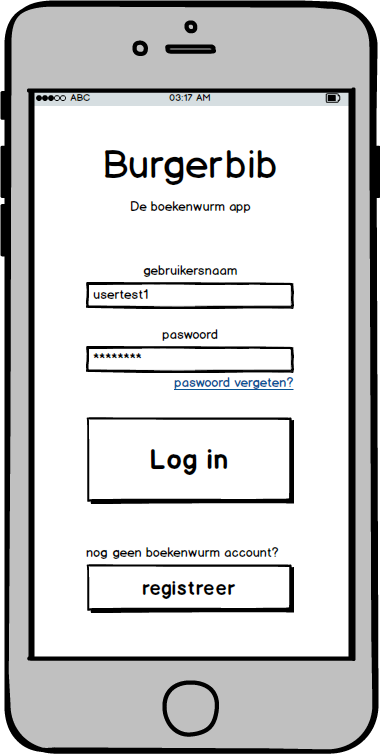 ABC 03:17 AM
Burgerbib
De boekenwurm app
gebruikersnaam
usertest1
paswoord
********
paswoord vergeten?
Log in
nog geen boekenwurm account?
registreer